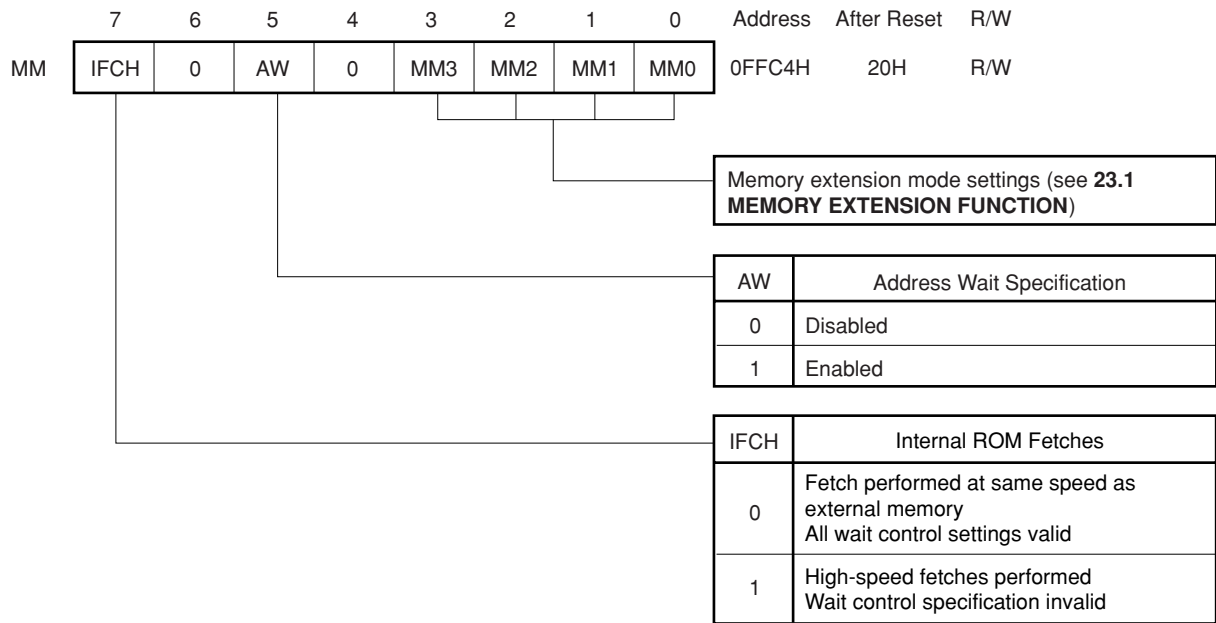 7 6 5 4 3 2 1 0 Address After Reset R/W
MM IFCH 0 AW 0 MM3 MM2 MM1 MM0 0FFC4H 20H R/W
Memory extension mode settings (see 23.1
MEMORY EXTENSION FUNCTION)
AW Address Wait Specification
0 Disabled
1 Enabled
IFCH Internal ROM Fetches
0 Fetch performed at same speed as
external memory
All wait control settings valid
1 High-speed fetches performed
Wait control specification invalid